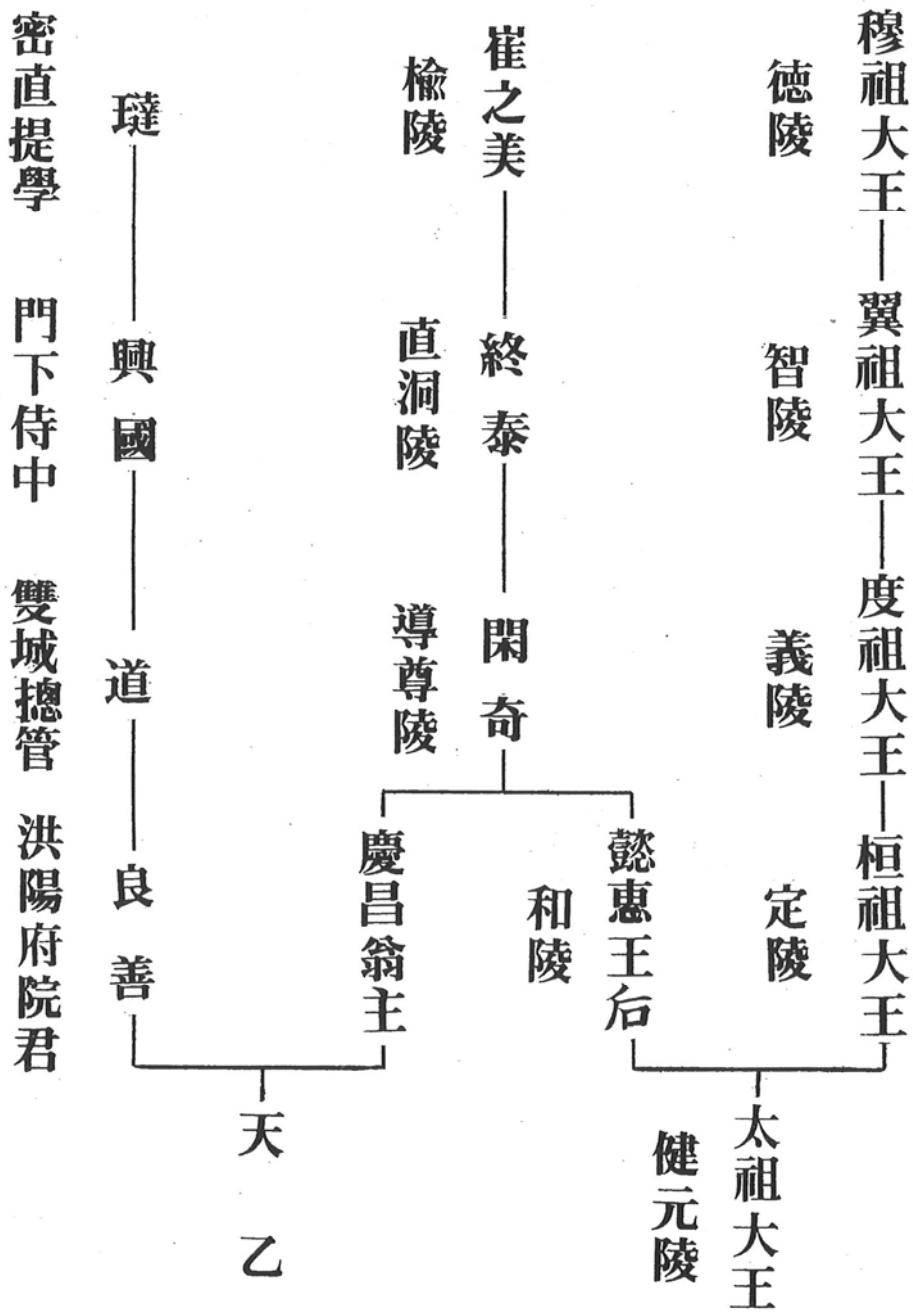 穆祖大王
翼祖大王
度祖大王
桓祖大王
德陵
智陵
義陵
定陵
太祖大王
健元陵
懿惠王后
和陵
崔之美
終泰
閑奇
慶昌翁主
楡陵
直洞陵
導尊陵
天乙
璴
興國
道
良善
密直提學
門下侍中
雙城摠管
洪陽府院君